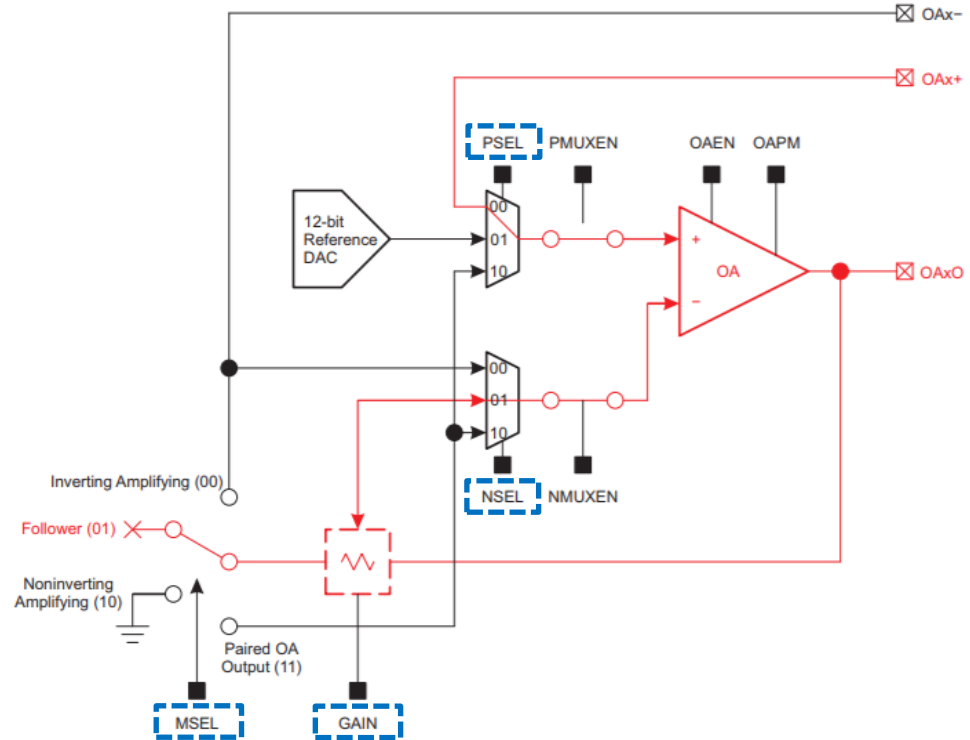 OAx−
OAx+
PSEL
PMUXEN
OAEN
OAPM
00
12-bit
Reference
DAC
01
10
+
OA
−
OAxO
00
01
10
Inverting Amplifying (00)
NSEL
NMUXEN
Follower (01)
Noninverting
Amplifying (10)
Paired OA
Output (11)
MSEL
GAIN